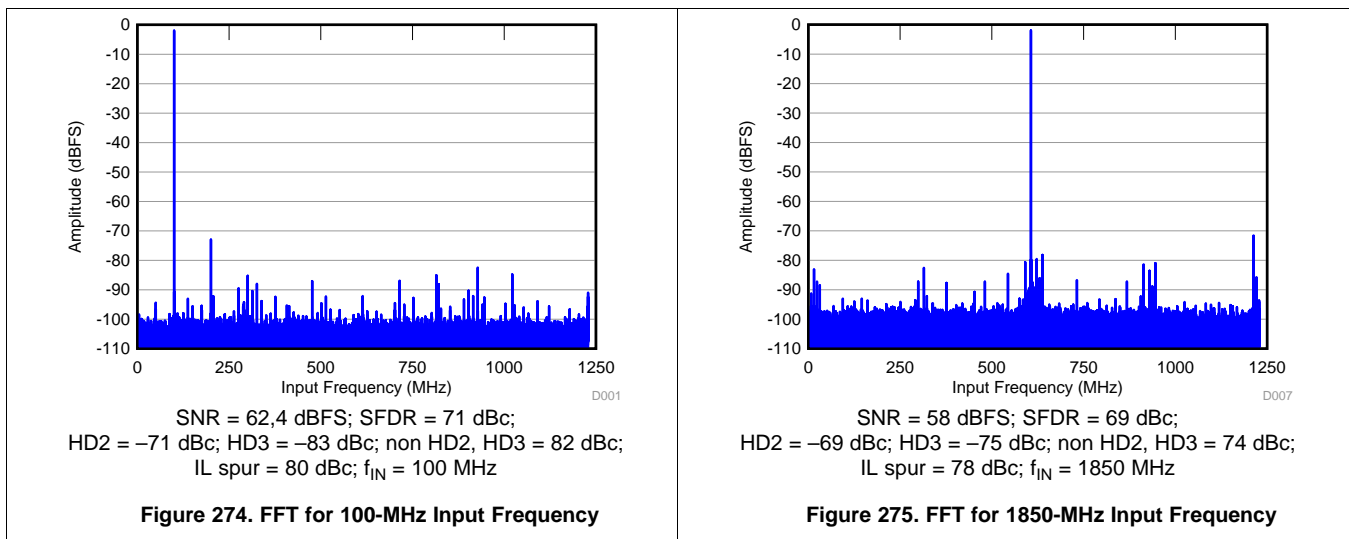 0
-10
-20
-30
-40
-50
-60
-70
-80
-90
-100
-110
Amplitude (dBFS)
0 250 500 750 1000 1250
Input Frequency (MHz)
D001
SNR = 62,4 dBFS; SFDR = 71 dBc;
HD2 = –71 dBc; HD3 = –83 dBc; non HD2, HD3 = 82 dBc;
IL spur = 80 dBc; fIN = 100 MHz
Figure 274. FFT for 100-MHz Input Frequency
0
-10
-20
-30
-40
-50
-60
-70
-80
-90
-100
-110
Amplitude (dBFS)
0 250 500 750 1000 1250
Input Frequency (MHz)
D007
SNR = 58 dBFS; SFDR = 69 dBc;
HD2 = –69 dBc; HD3 = –75 dBc; non HD2, HD3 = 74 dBc;
IL spur = 78 dBc; fIN = 1850 MHz
Figure 275. FFT for 1850-MHz Input Frequency